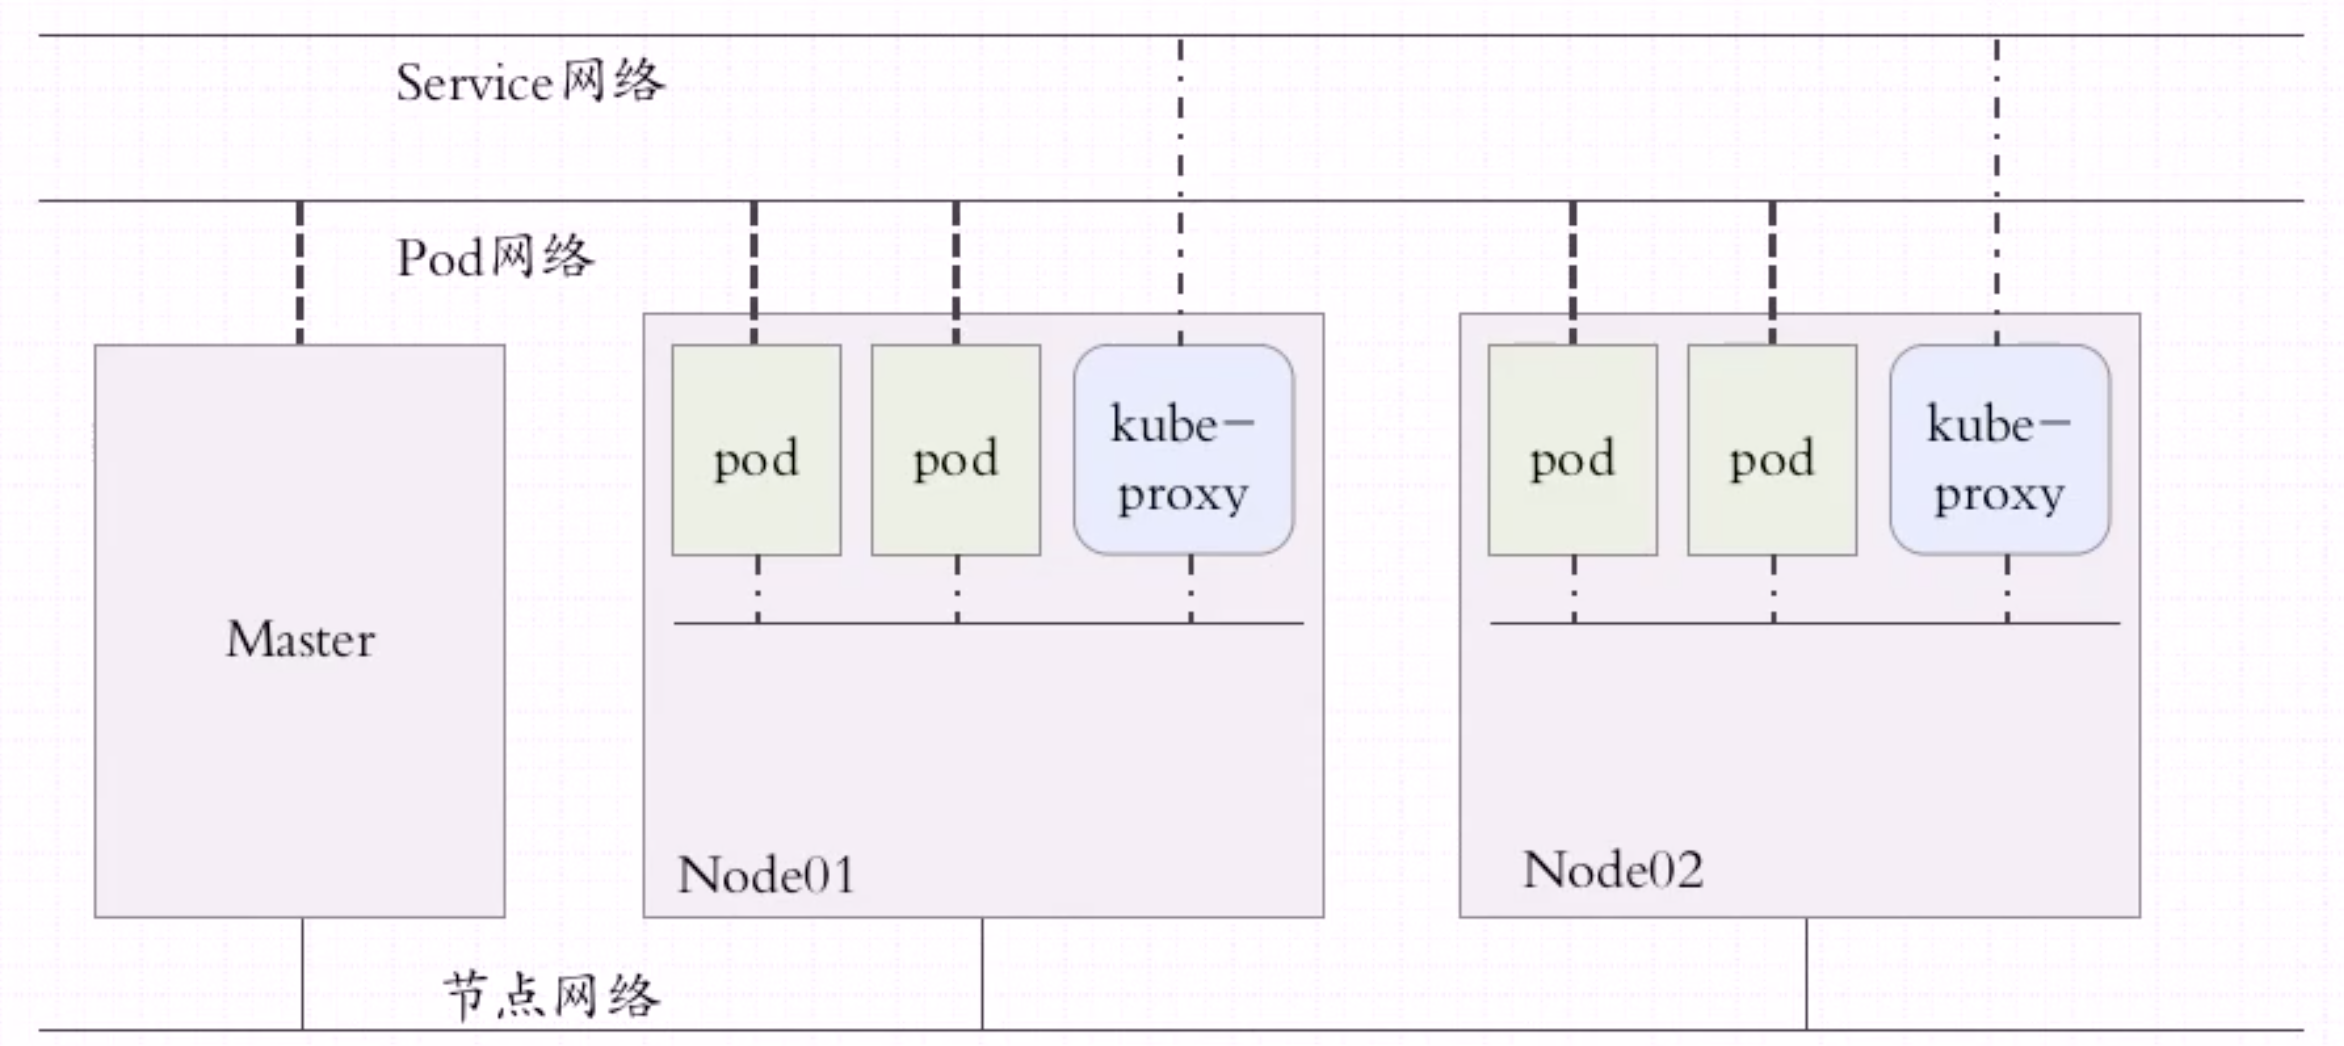 Service网络
Pod网络
Master
pod
pod
kube-
proxy
Node01
pod
pod
kube-
proxy
Node02
节点网络